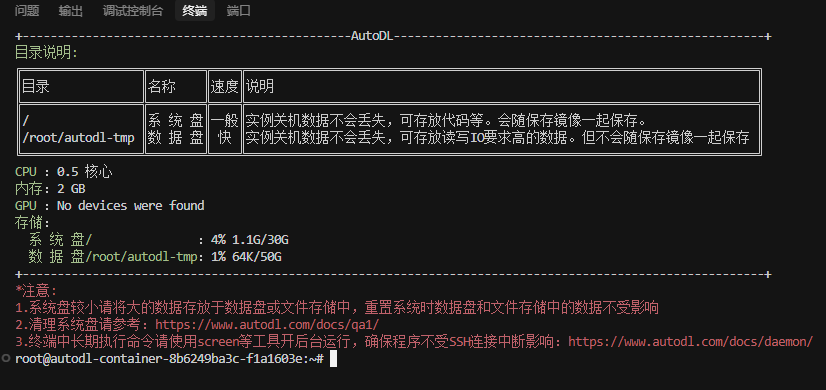 问题 输出 调试控制台 终端 端口
+--------------------------------------------------AutoDL--------------------------------------------------------+
目录说明:
目录 名称 速度 说明
/ 系 统 盘 一般 实例关机数据不会丢失，可存放代码等。会随保存镜像一起保存。
/root/autodl-tmp 数 据 盘 快 实例关机数据不会丢失，可存放读写IO要求高的数据。但不会随保存镜像一起保存
CPU : 0.5 核心
内存: 2 GB
GPU : No devices were found
存储:
系 统 盘/ : 4% 1.1G/30G
数 据 盘/root/autodl-tmp: 1% 64K/50G
+----------------------------------------------------------------------------------------------------------------+
*注意:
1.系统盘较小请将大的数据存放于数据盘或文件存储中，重置系统时数据盘和文件存储中的数据不受影响
2.清理系统盘请参考: https://www.autodl.com/docs/qa1/
3.终端中长期执行命令请使用screen等工具开后台运行，确保程序不受SSH连接中断影响: https://www.autodl.com/docs/daemon/
root@autodl-container-8b6249ba3c-f1a1603e:~#